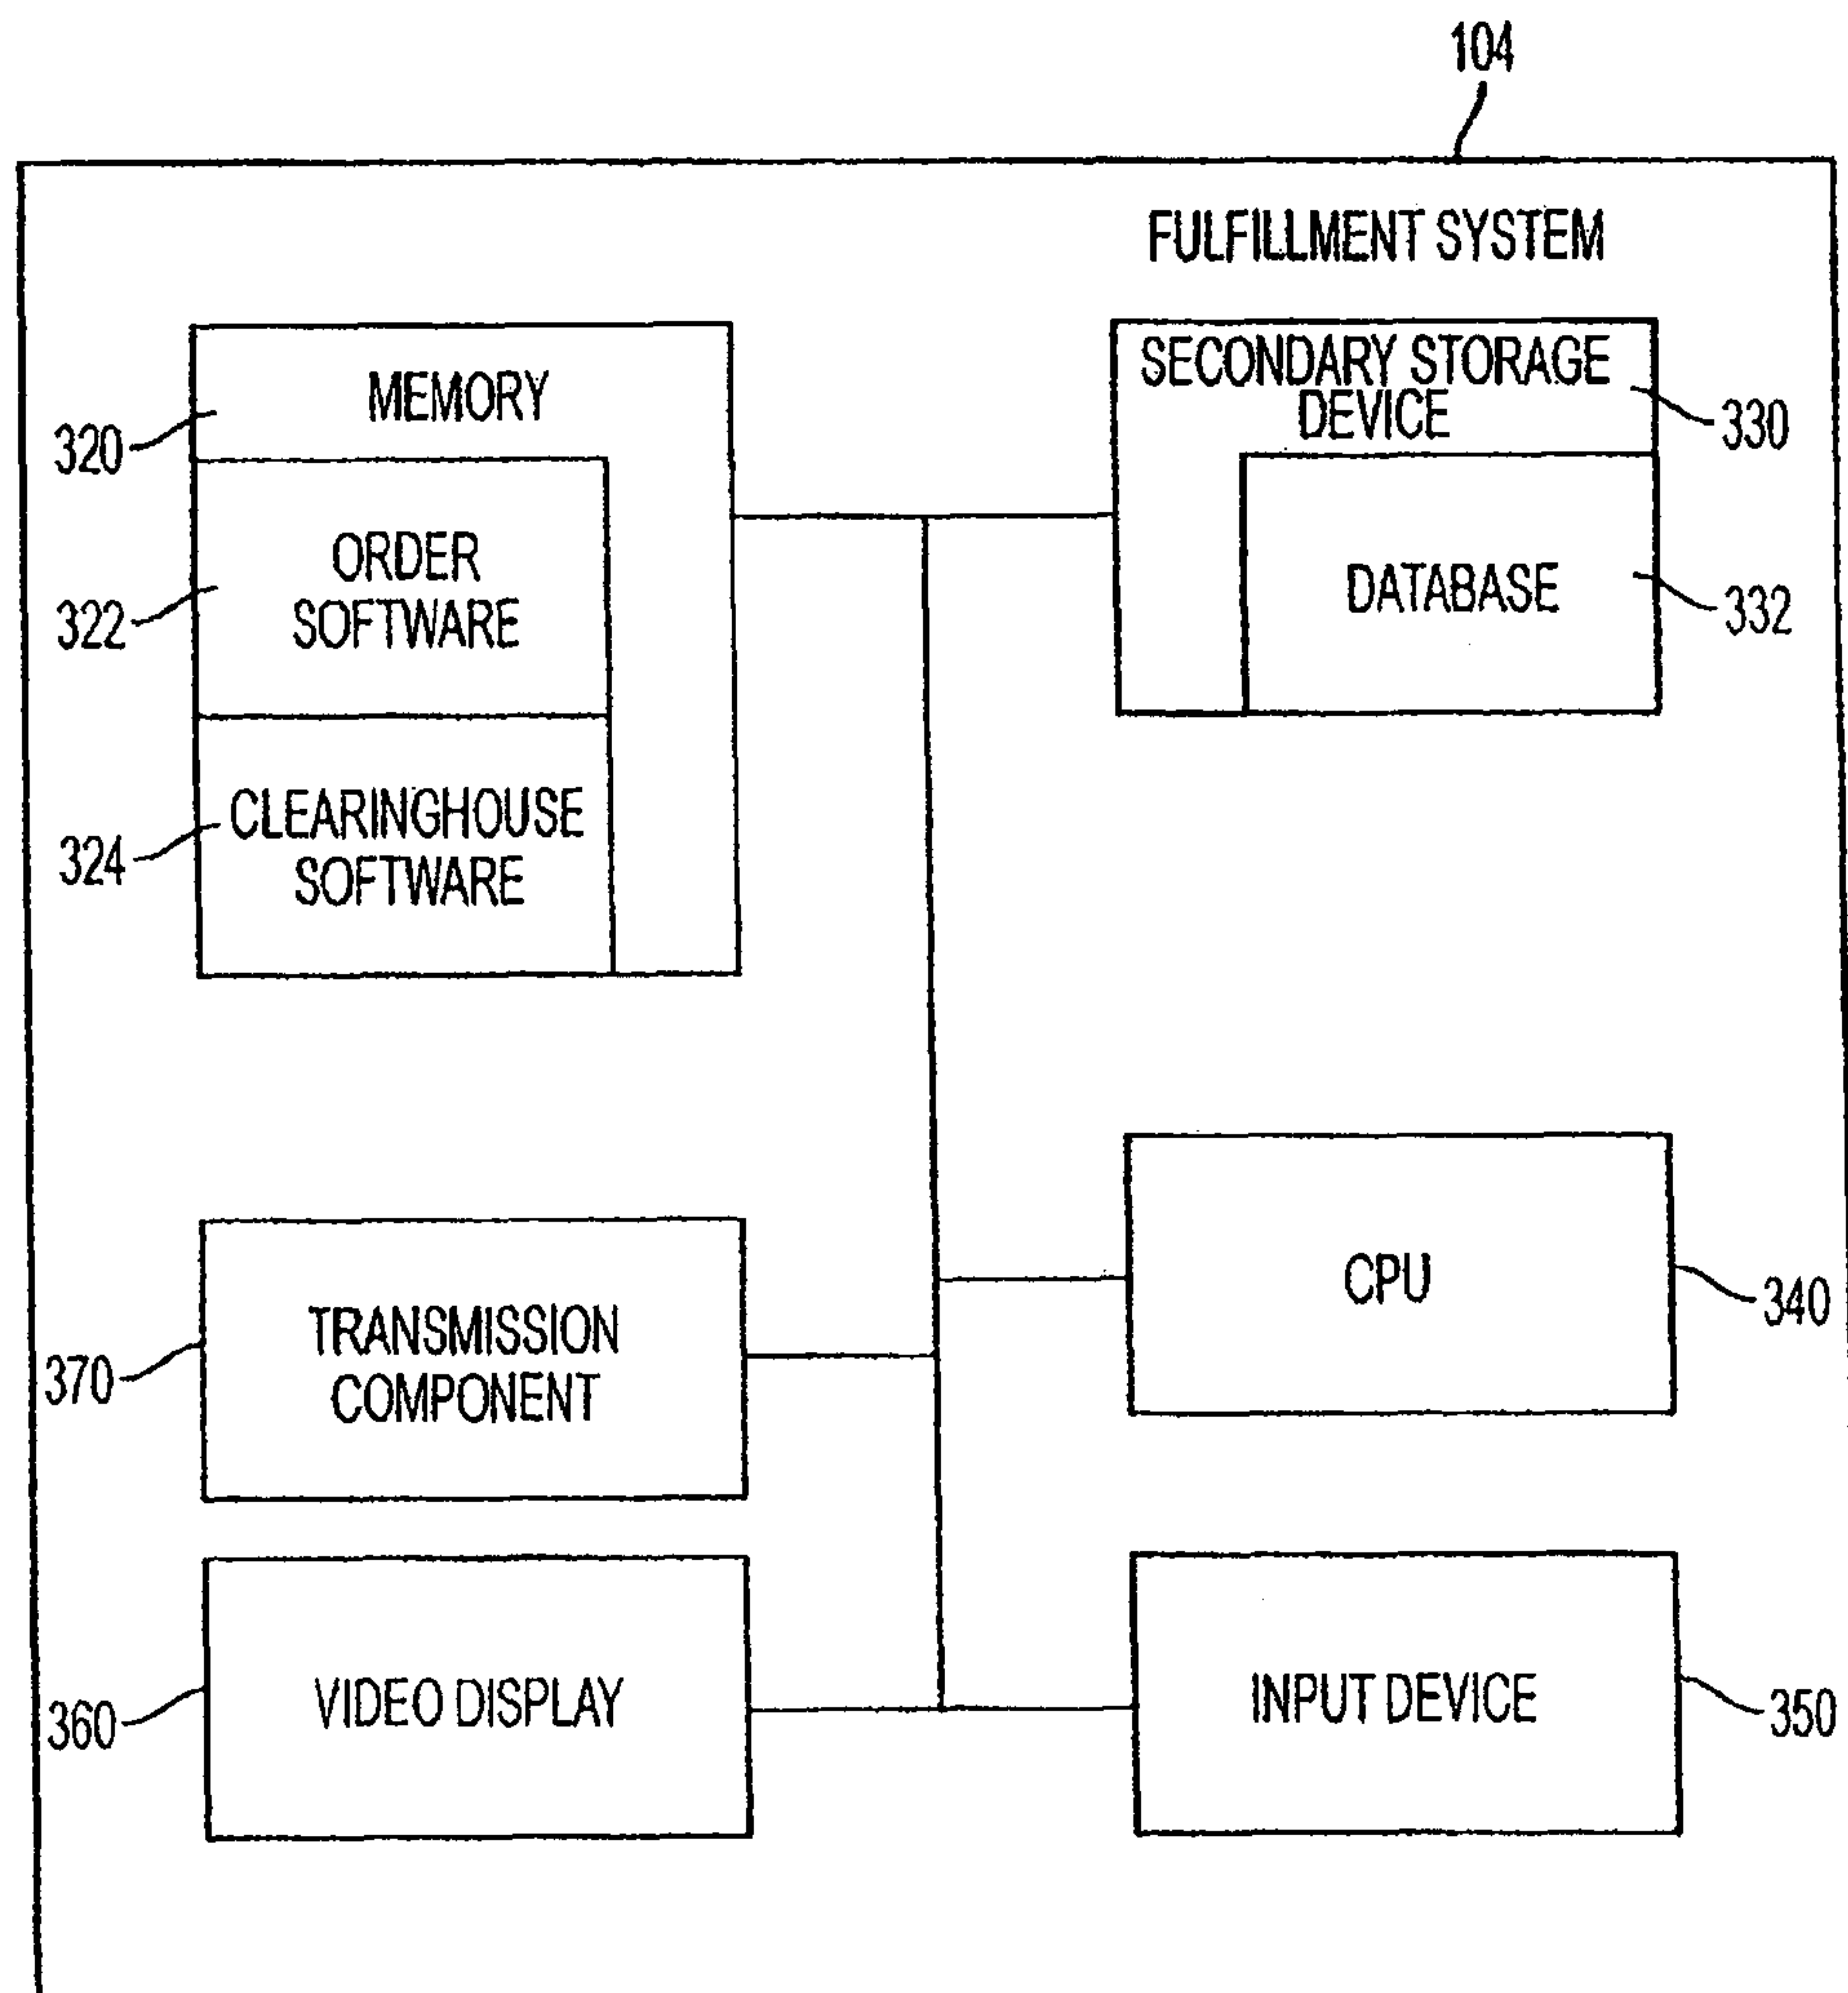 104
FULFILLMENT SYSTEM
MEMORY
320
ORDER
SOFTWARE
322
CLEARINGHOUSE
SOFTWARE
324
SECONDARY STORAGE
DEVICE
330
DATABASE
332
TRANSMISSION
COMPONENT
370
CPU
340
VIDEO DISPLAY
360
INPUT DEVICE
350